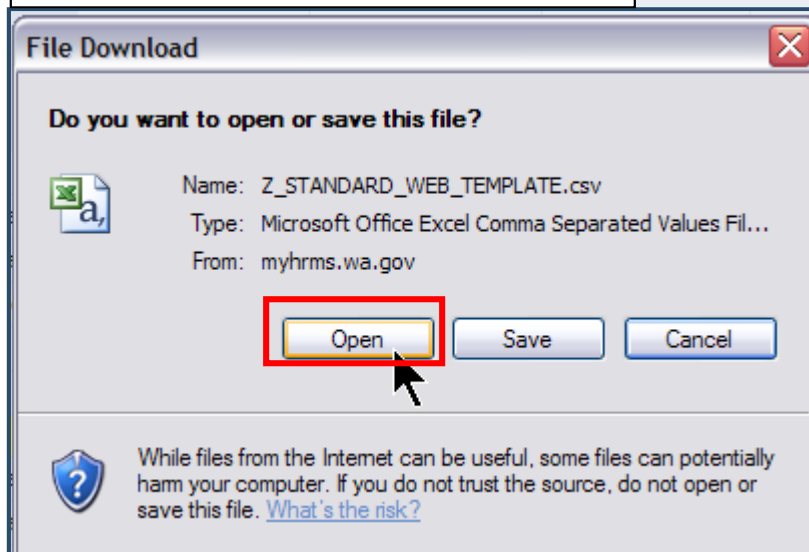 File Download
Do you want to open or save this file?
Name: Z_STANDARD_WEB_TEMPLATE.csv
Type: Microsoft Office Excel Comma Separated Values Fil...
From: myhrms.wa.gov
Open Save Cancel
While files from the Internet can be useful, some files can potentially
harm your computer. If you do not trust the source, do not open or
save this file. What's the risk?